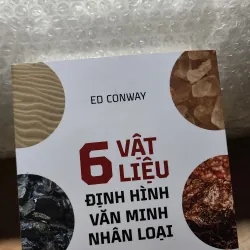 ED CONWAY
6 VẬT
LIỆU
ĐỊNH HÌNH
VĂN MINH
NHÂN LOẠI